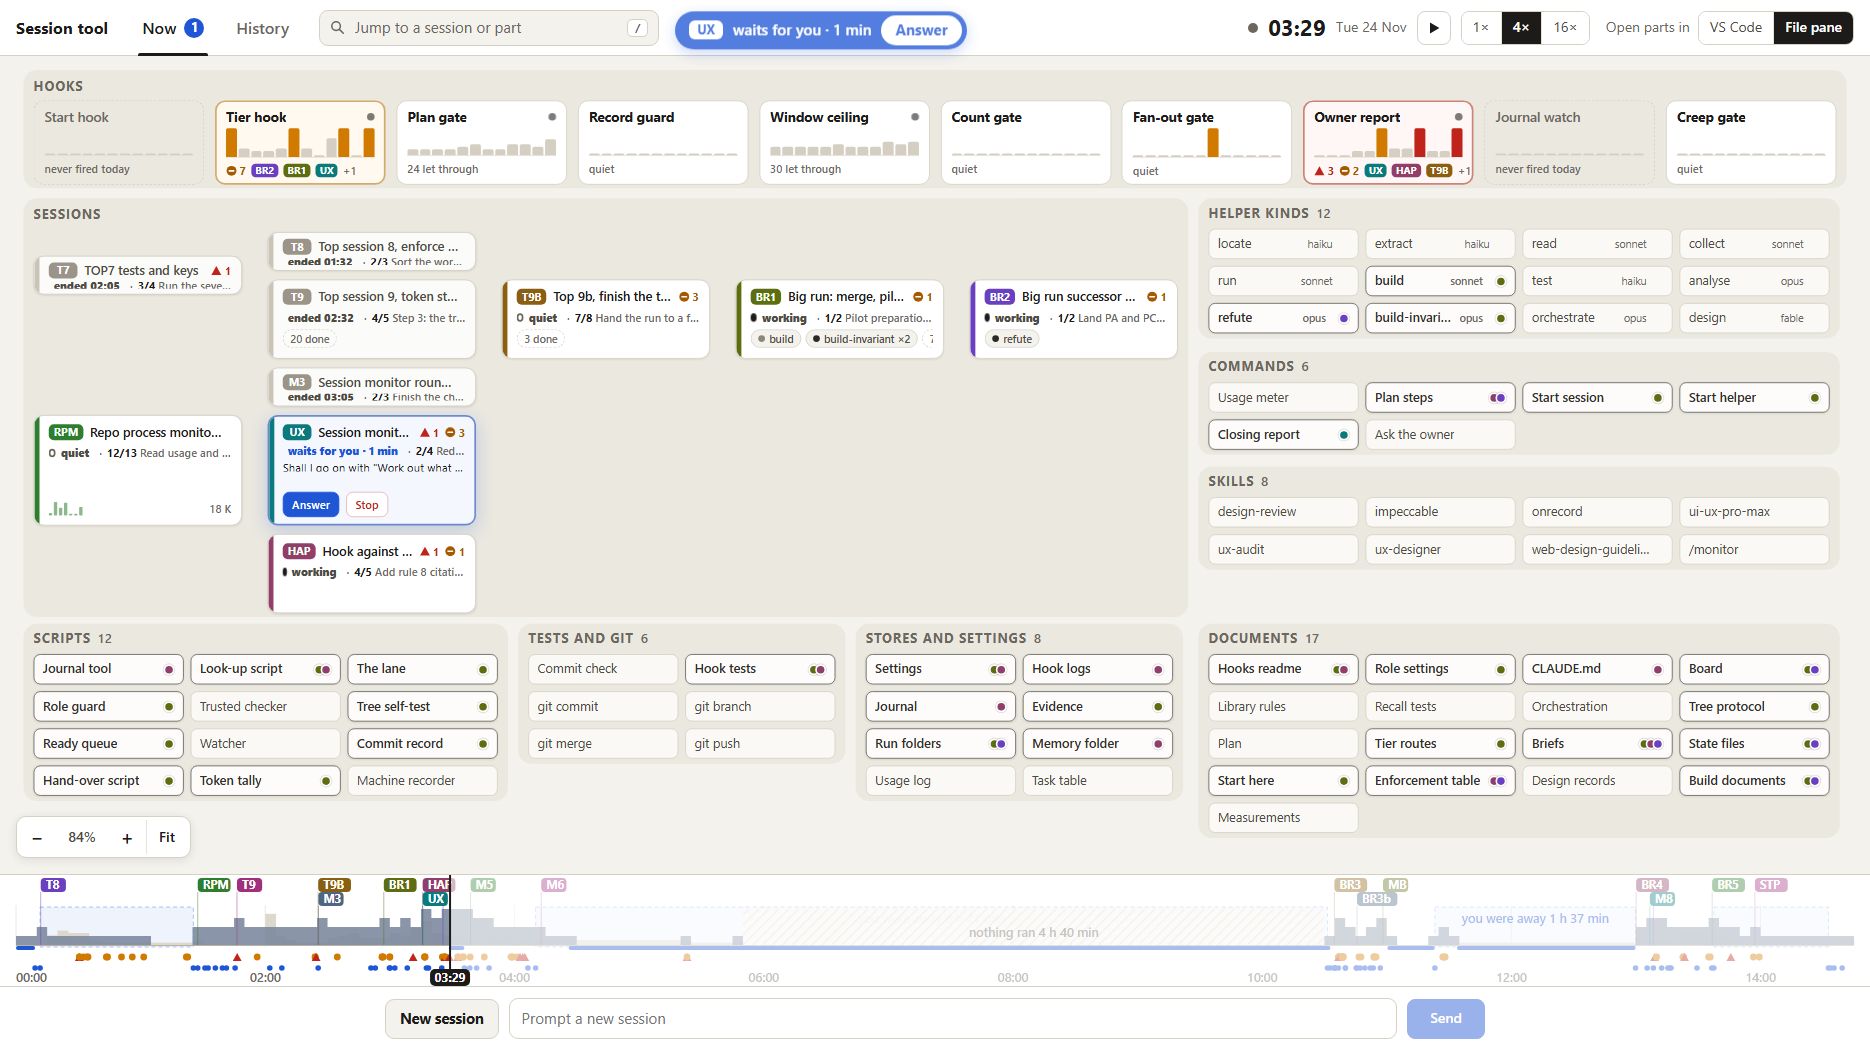 Session tool
Now 1
History
Jump to a session or part /
UX waits for you · 1 min Answer
03:29 Tue 24 Nov
1× 4× 16×
Open parts in VS Code File pane
HOOKS
Start hook
never fired today
Tier hook
7 BR2 BR1 UX +1
Plan gate
24 let through
Record guard
quiet
Window ceiling
30 let through
Count gate
quiet
Fan-out gate
quiet
Owner report
3 2 UX HAP T9B +1
Journal watch
never fired today
Creep gate
quiet
SESSIONS
T7 TOP7 tests and keys 1
ended 02:05 · 3/4 Run the seve...
T8 Top session 8, enforce ...
ended 01:32 · 2/3 Sort the wor...
T9 Top session 9, token st...
ended 02:32 · 4/5 Step 3: the tr...
20 done
T9B Top 9b, finish the t... 3
quiet · 7/8 Hand the run to a f...
3 done
BR1 Big run: merge, pil... 1
working · 1/2 Pilot preparatio...
build build-invariant ×2
BR2 Big run successor ... 1
working · 1/2 Land PA and PC...
refute
M3 Session monitor roun...
ended 03:05 · 2/3 Finish the ch...
RPM Repo process monito...
quiet · 12/13 Read usage and ...
18 K
UX Session monit... 1 3
waits for you · 1 min · 2/4 Red...
Shall I go on with "Work out what ...
Answer Stop
HAP Hook against ... 1 1
working · 4/5 Add rule 8 citati...
HELPER KINDS 12
locate haiku
extract haiku
read sonnet
collect sonnet
run sonnet
build sonnet
test haiku
analyse opus
refute opus
build-invari... opus
orchestrate opus
design fable
COMMANDS 6
Usage meter
Plan steps
Start session
Start helper
Closing report
Ask the owner
SKILLS 8
design-review
impeccable
onrecord
ui-ux-pro-max
ux-audit
ux-designer
web-design-guideli...
/monitor
SCRIPTS 12
Journal tool
Look-up script
The lane
Role guard
Trusted checker
Tree self-test
Ready queue
Watcher
Commit record
Hand-over script
Token tally
Machine recorder
TESTS AND GIT 6
Commit check
Hook tests
git commit
git branch
git merge
git push
STORES AND SETTINGS 8
Settings
Hook logs
Journal
Evidence
Run folders
Memory folder
Usage log
Task table
DOCUMENTS 17
Hooks readme
Role settings
CLAUDE.md
Board
Library rules
Recall tests
Orchestration
Tree protocol
Plan
Tier routes
Briefs
State files
Start here
Enforcement table
Design records
Build documents
Measurements
− 84% + Fit
T8 RPM T9 T9B BR1 HAP M5 M6 BR3 MB BR4 BR5 STP
M3 UX BR3b M8
you were away 1 h 37 min
nothing ran 4 h 40 min
00:00 02:00 03:29 04:00 06:00 08:00 10:00 12:00 14:00
New session
Prompt a new session
Send